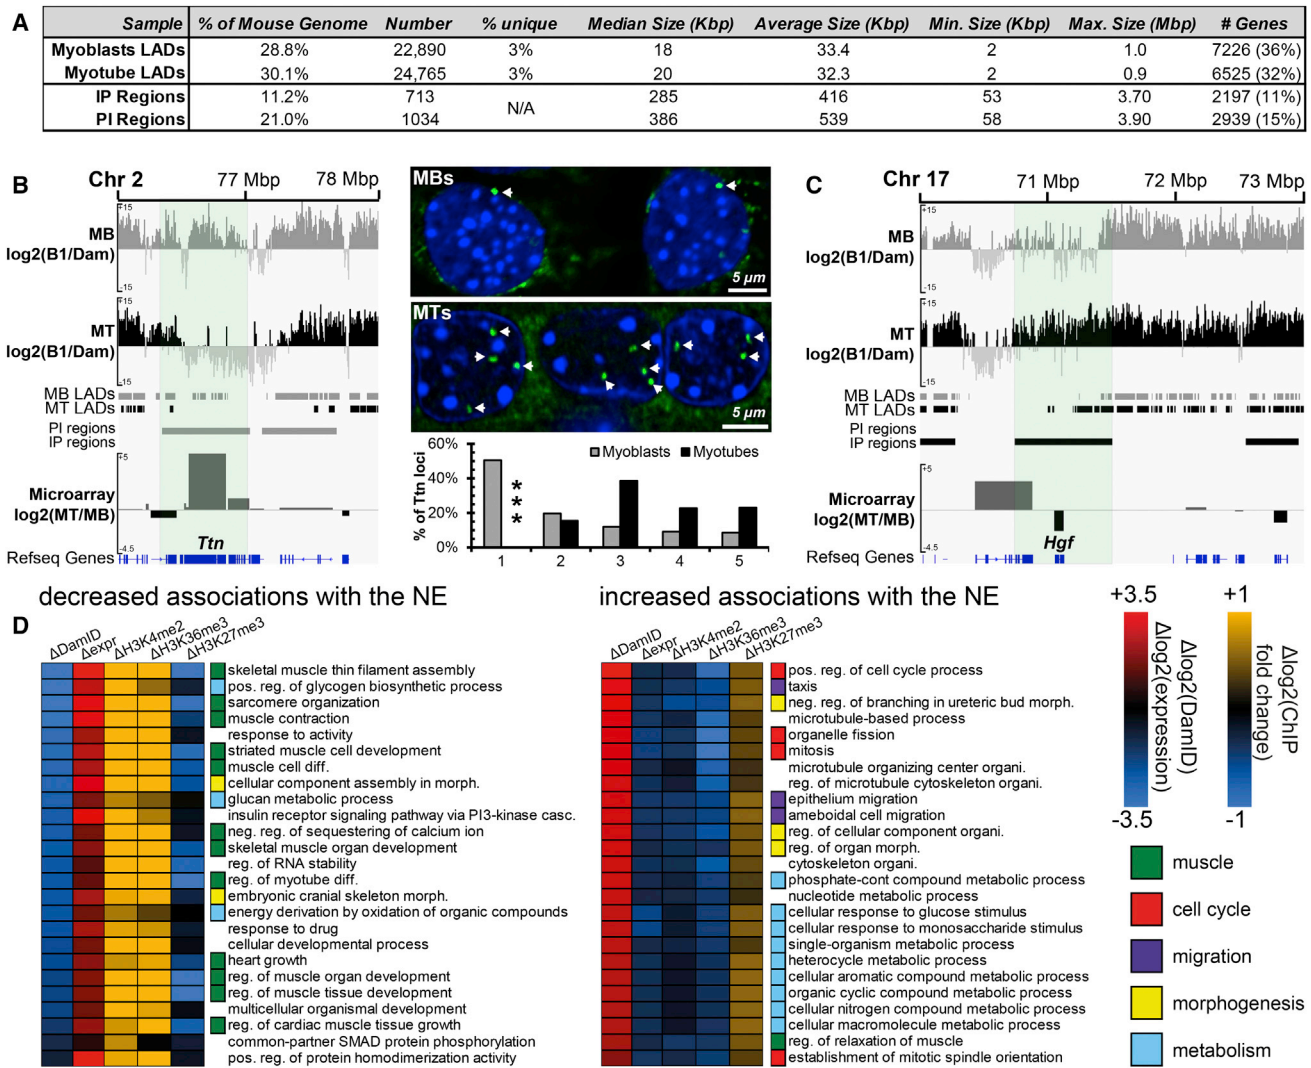 A
Sample % of Mouse Genome Number % unique Median Size (Kbp) Average Size (Kbp) Min. Size (Kbp) Max. Size (Mbp) # Genes
Myoblasts LADs 28.8% 22,890 3% 18 33.4 2 1.0 7226 (36%)
Myotube LADs 30.1% 24,765 3% 20 32.3 2 0.9 6525 (32%)
IP Regions 11.2% 713 N/A 285 416 53 3.70 2197 (11%)
PI Regions 21.0% 1034 386 539 58 3.90 2939 (15%)
B
Chr 2 77 Mbp 78 Mbp
+15
MB
log2(B1/Dam)
-15
+15
MT
log2(B1/Dam)
-15
MB LADs
MT LADs
PI regions
IP regions
+5
Microarray
log2(MT/MB)
-4.5
Ttn
Refseq Genes
MBs
5 µm
MTs
5 µm
60%
40%
20%
0%
% of Ttn loci
Myoblasts Myotubes
***
1 2 3 4 5
C
Chr 17 71 Mbp 72 Mbp 73 Mbp
+15
MB
log2(B1/Dam)
-15
+15
MT
log2(B1/Dam)
-15
MB LADs
MT LADs
PI regions
IP regions
+5
Microarray
log2(MT/MB)
-4.5
Hgf
Refseq Genes
D
decreased associations with the NE
ΔDamID
Δexpr
ΔH3K4me2
ΔH3K36me3
ΔH3K27me3
skeletal muscle thin filament assembly
pos. reg. of glycogen biosynthetic process
sarcomere organization
muscle contraction
response to activity
striated muscle cell development
muscle cell diff.
cellular component assembly in morph.
glucan metabolic process
insulin receptor signaling pathway via PI3-kinase casc.
neg. reg. of sequestering of calcium ion
skeletal muscle organ development
reg. of RNA stability
reg. of myotube diff.
embryonic cranial skeleton morph.
energy derivation by oxidation of organic compounds
response to drug
cellular developmental process
heart growth
reg. of muscle organ development
reg. of muscle tissue development
multicellular organismal development
reg. of cardiac muscle tissue growth
common-partner SMAD protein phosphorylation
pos. reg. of protein homodimerization activity
increased associations with the NE
ΔDamID
Δexpr
ΔH3K4me2
ΔH3K36me3
ΔH3K27me3
pos. reg. of cell cycle process
taxis
neg. reg. of branching in ureteric bud morph.
microtubule-based process
organelle fission
mitosis
microtubule organizing center organi.
reg. of microtubule cytoskeleton organi.
epithelium migration
ameboidal cell migration
reg. of cellular component organi.
reg. of organ morph.
cytoskeleton organi.
phosphate-cont compound metabolic process
nucleotide metabolic process
cellular response to glucose stimulus
cellular response to monosaccharide stimulus
single-organism metabolic process
heterocycle metabolic process
cellular aromatic compound metabolic process
organic cyclic compound metabolic process
cellular nitrogen compound metabolic process
cellular macromolecule metabolic process
reg. of relaxation of muscle
establishment of mitotic spindle orientation
+3.5
-3.5
Δlog2(DamID)
Δlog2(expression)
+1
-1
Δlog2(ChIP
fold change)
muscle
cell cycle
migration
morphogenesis
metabolism